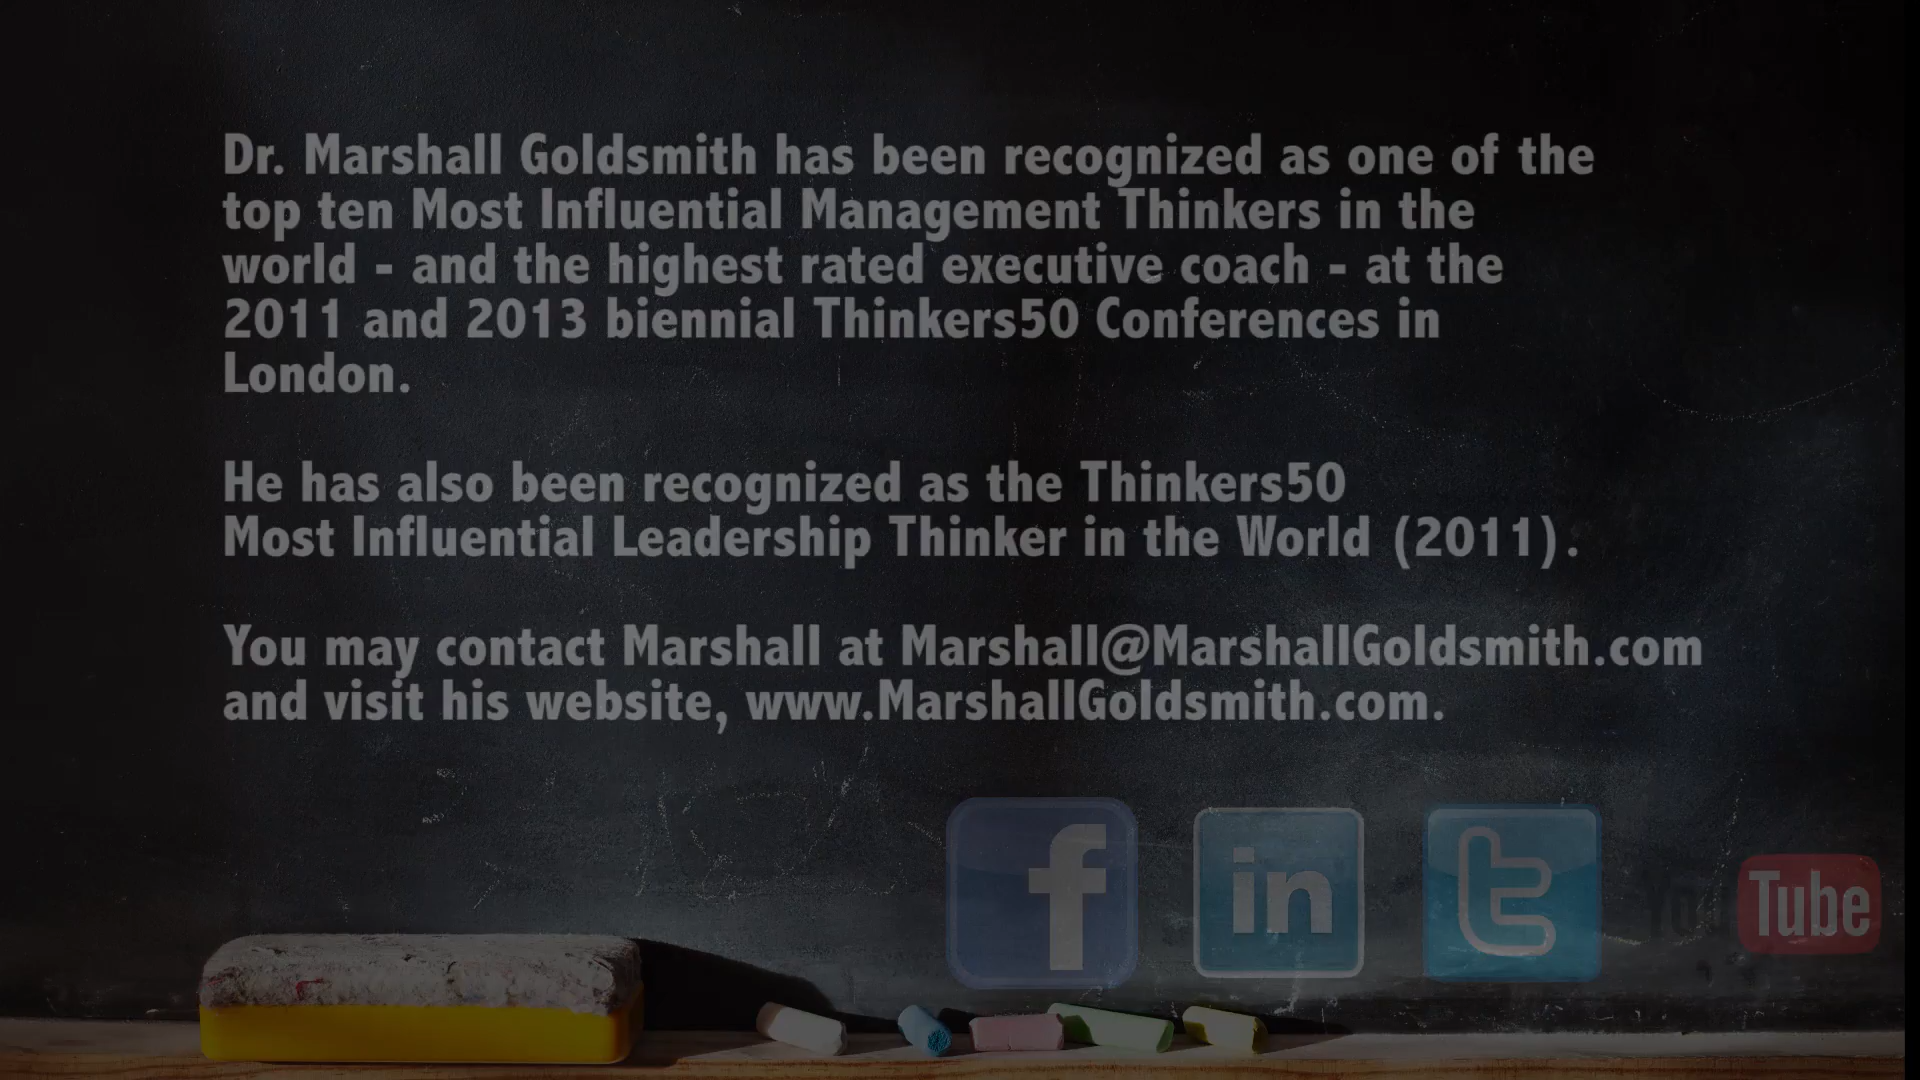 Dr. Marshall Goldsmith has been recognized as one of the
top ten Most Influential Management Thinkers in the
world - and the highest rated executive coach - at the
2011 and 2013 biennial Thinkers50 Conferences in
London.
He has also been recognized as the Thinkers50
Most Influential Leadership Thinker in the World (2011).
You may contact Marshall at Marshall@MarshallGoldsmith.com
and visit his website, www.MarshallGoldsmith.com.
f in t YouTube